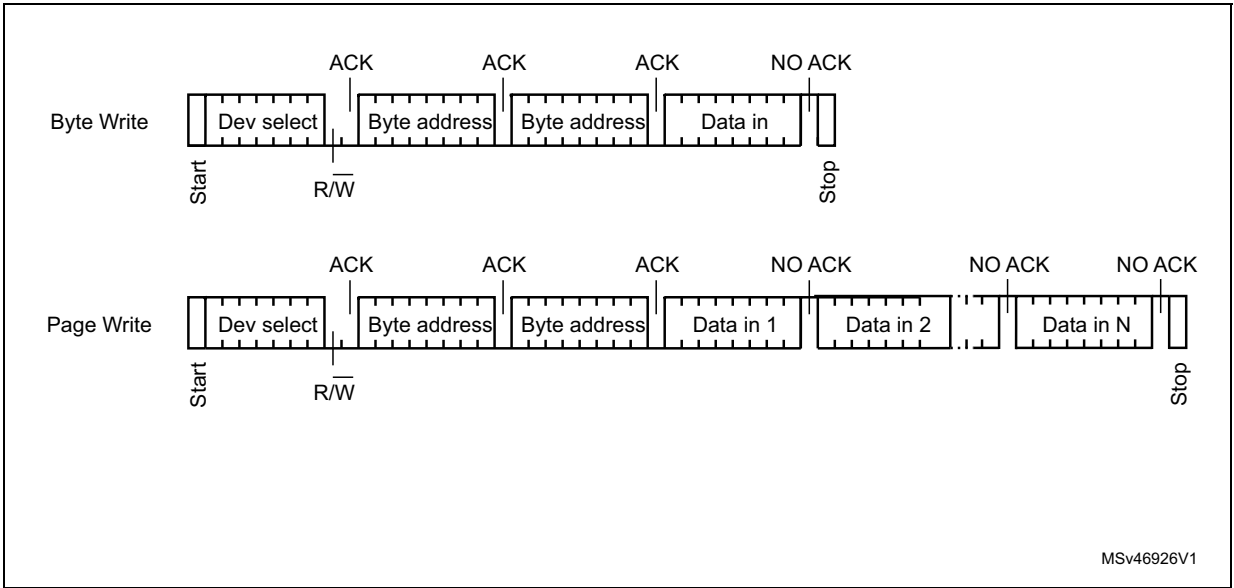 ACK ACK ACK NO ACK
Byte Write Dev select Byte address Byte address Data in
Start R/W̅ Stop
ACK ACK ACK NO ACK NO ACK NO ACK
Page Write Dev select Byte address Byte address Data in 1 Data in 2 Data in N
Start R/W̅ Stop
MSv46926V1